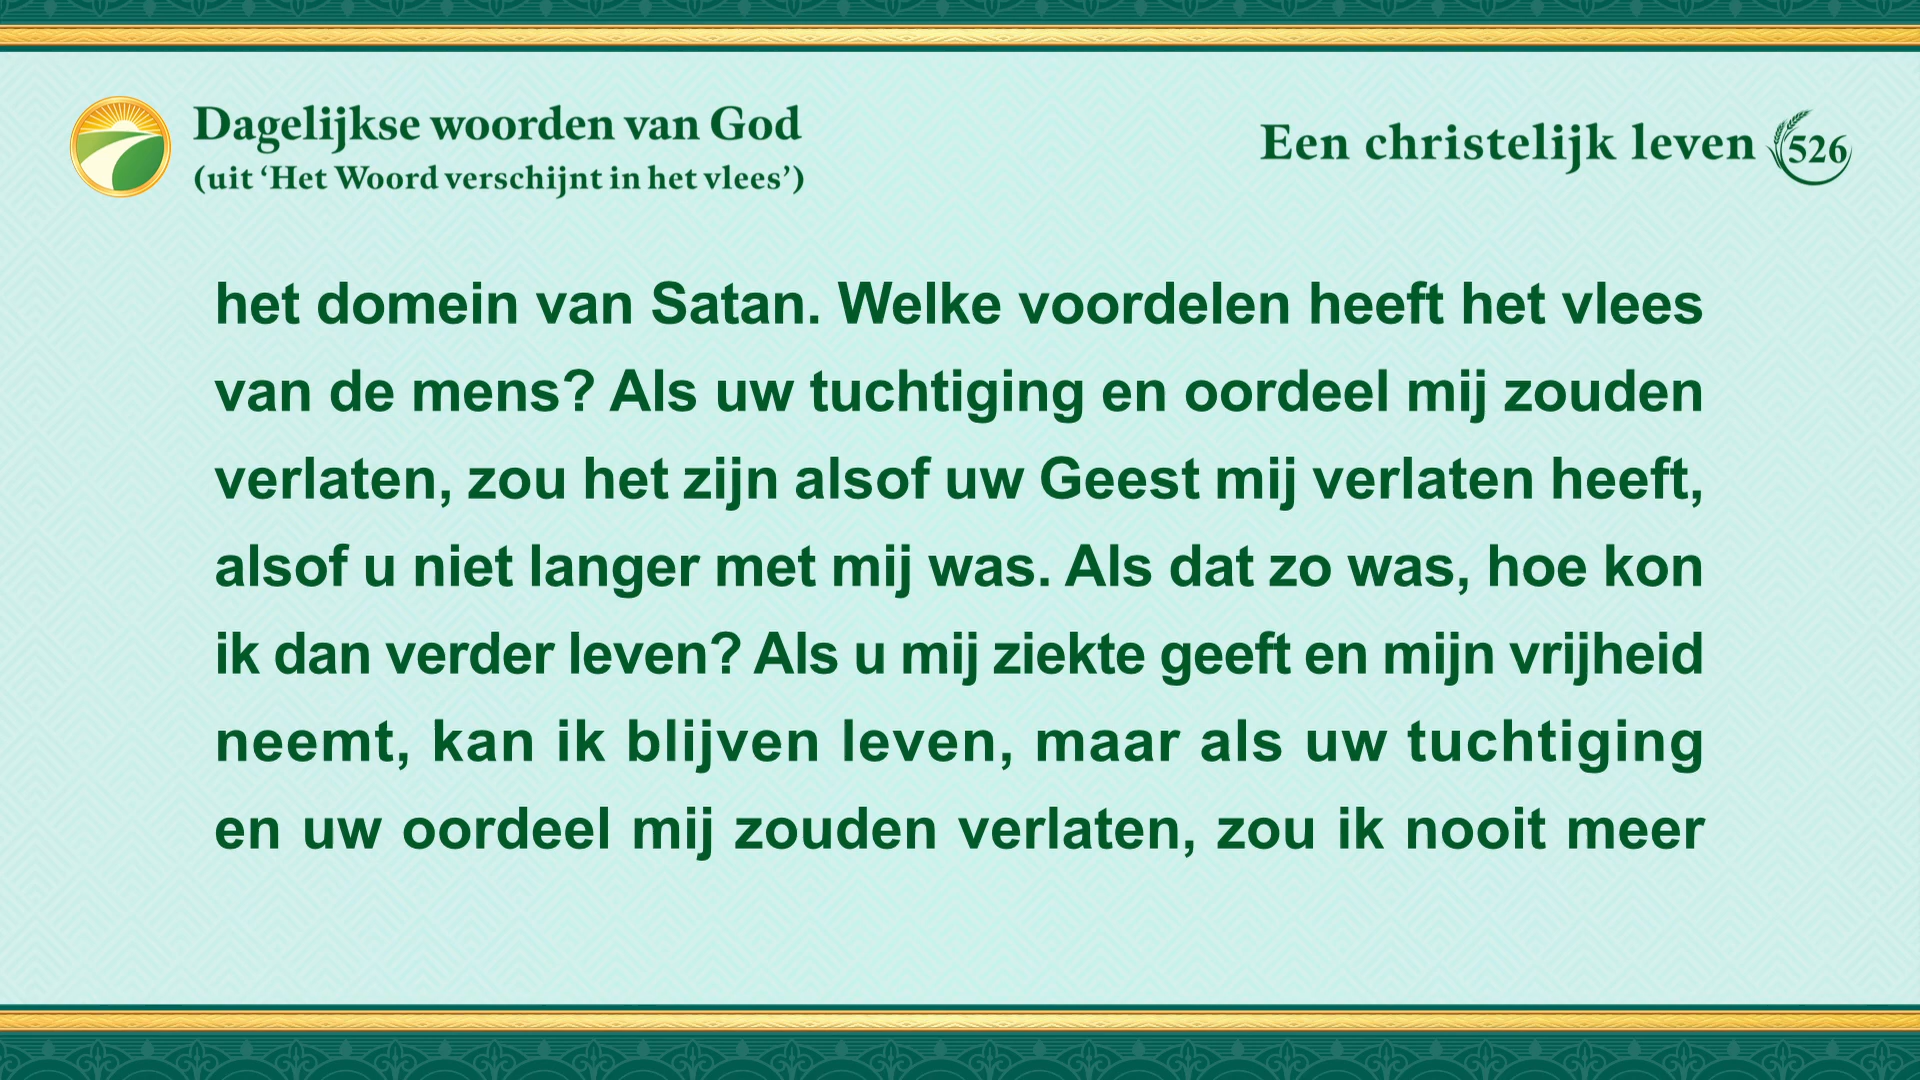 Dagelijkse woorden van God
(uit ‘Het Woord verschijnt in het vlees’)
Een christelijk leven 526
het domein van Satan. Welke voordelen heeft het vlees
van de mens? Als uw tuchtiging en oordeel mij zouden
verlaten, zou het zijn alsof uw Geest mij verlaten heeft,
alsof u niet langer met mij was. Als dat zo was, hoe kon
ik dan verder leven? Als u mij ziekte geeft en mijn vrijheid
neemt, kan ik blijven leven, maar als uw tuchtiging
en uw oordeel mij zouden verlaten, zou ik nooit meer